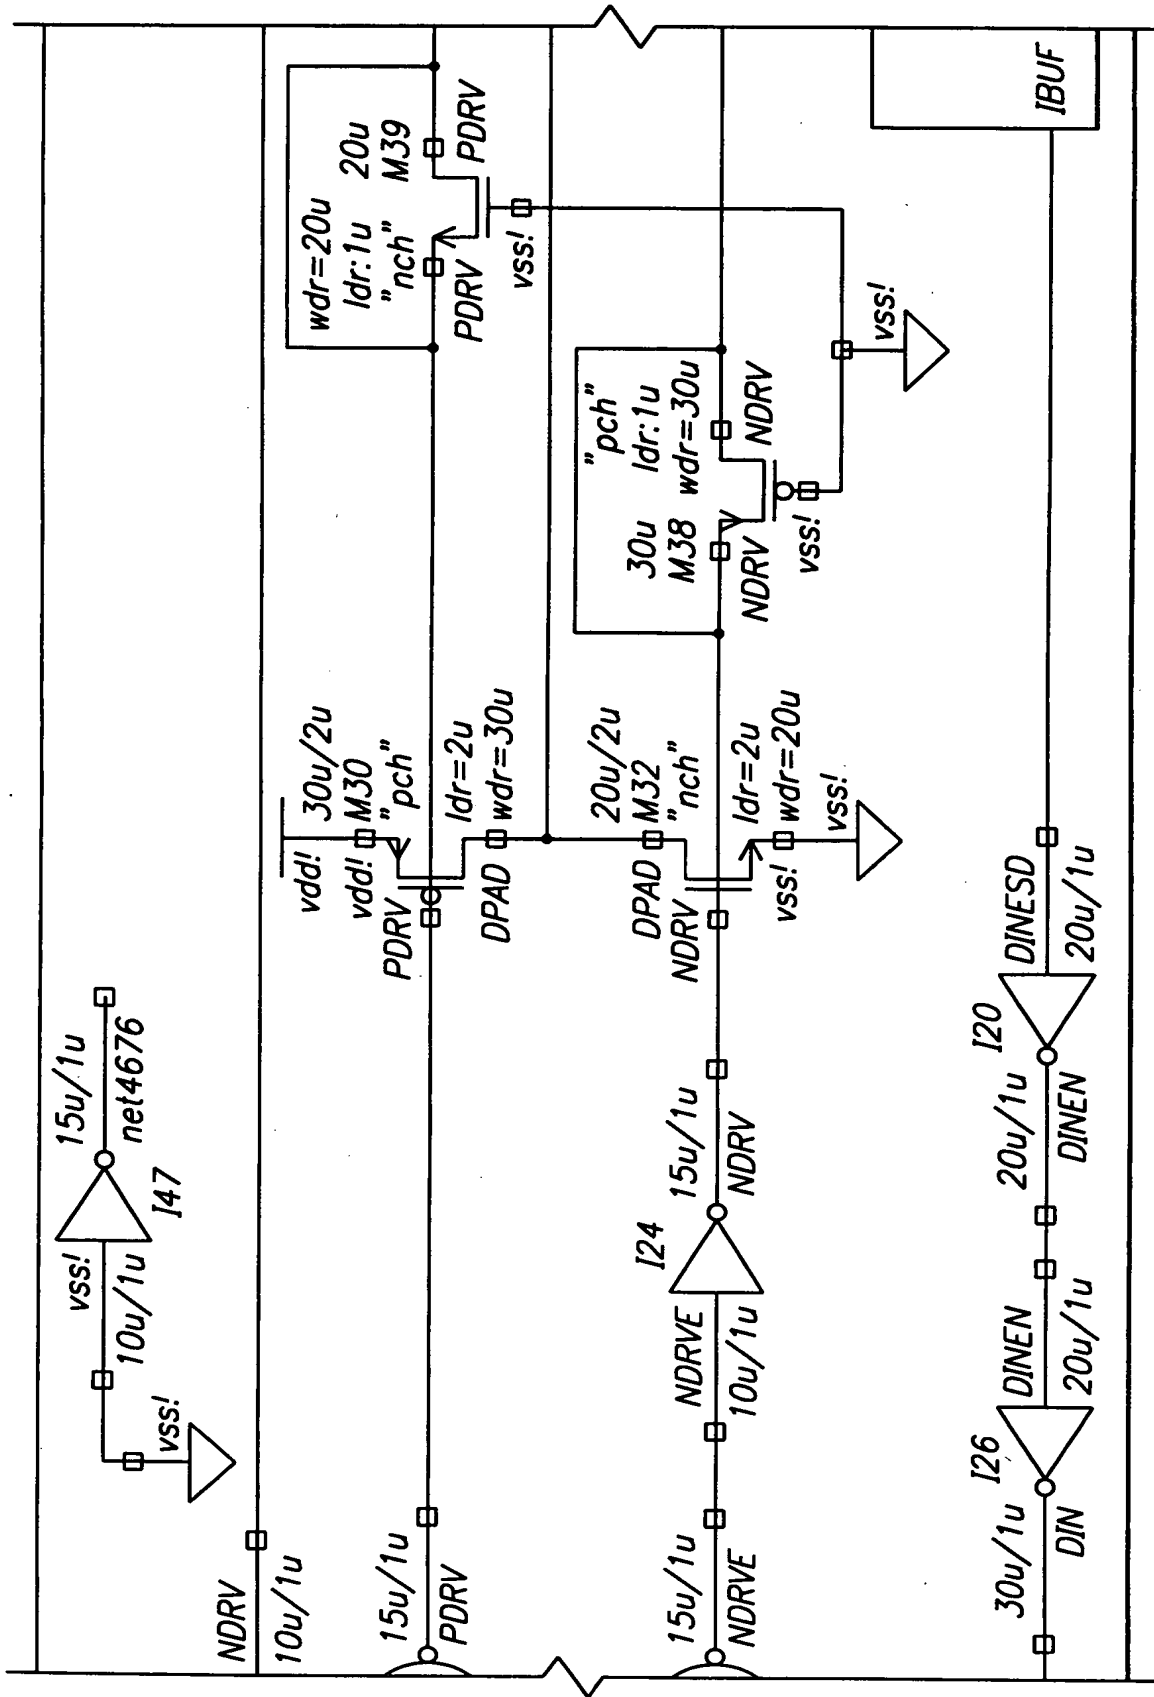 15u/1u
net4676
I47
vss!
10u/1u
vss!
NDRV
10u/1u
wdr=20u
ldr:1u
"nch"
20u
M39
PDRV
PDRV
vss!
30u/2u
M30
"pch"
vdd!
vdd!
PDRV
ldr=2u
wdr=30u
DPAD
15u/1u
PDRV
"pch"
ldr:1u
wdr=30u
NDRV
30u
M38
NDRV
vss!
vss!
20u/2u
M32
"nch"
DPAD
NDRV
ldr=2u
wdr=20u
vss!
vss!
15u/1u
NDRV
I24
NDRVE
10u/1u
15u/1u
NDRVE
IBUF
DINESD
20u/1u
I20
20u/1u
DINEN
DINEN
20u/1u
I26
30u/1u
DIN